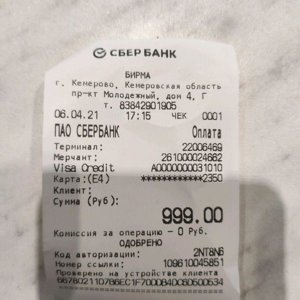 СБЕРБАНК
БИРМА
г. Кемерово, Кемеровская область
пр-кт Молодежный, дом 4, Г
т. 83842901905
06.04.21 17:15 ЧЕК 0001
ПАО СБЕРБАНК Оплата
Терминал: 22006469
Мерчант: 261000024682
Visa Credit A0000000031010
Карта:(E4) ************2350
Клиент:
Сумма (Руб):
999.00
Комиссия за операцию – 0 Руб.
ОДОБРЕНО
Код авторизации: 2NT8N6
Номер ссылки: 109610045851
Проверено на устройстве клиента